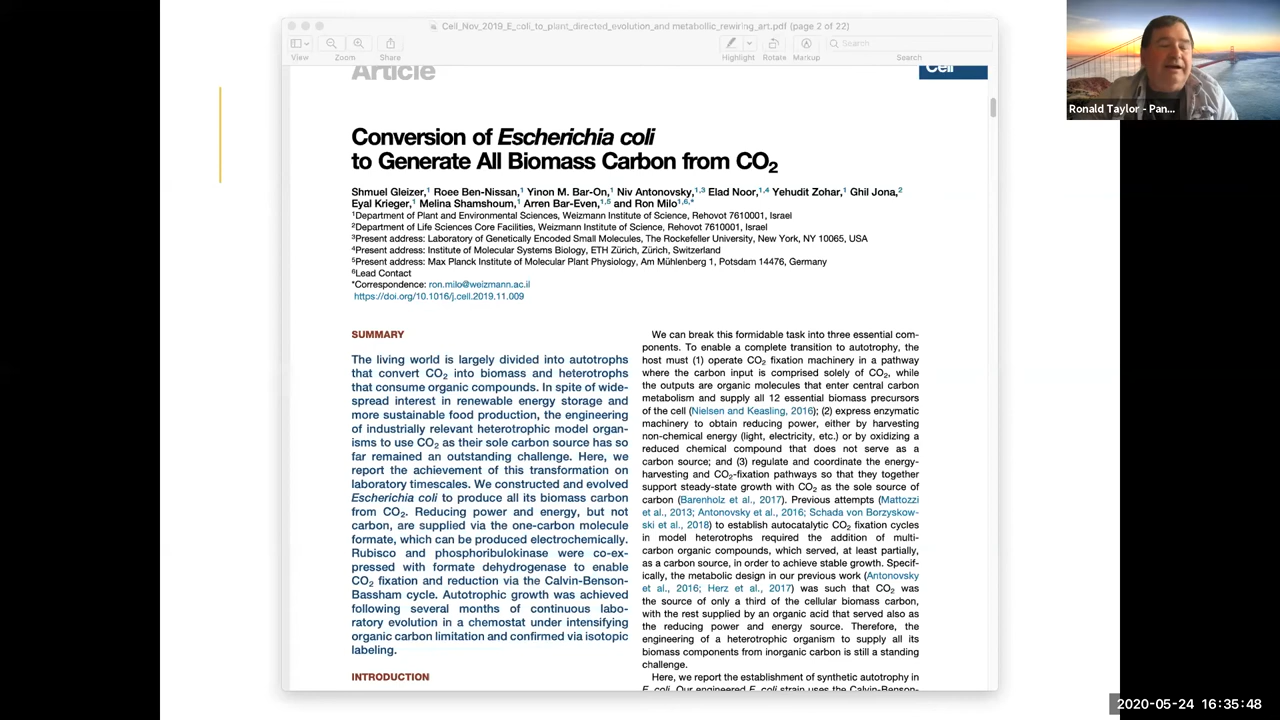 Cell_Nov_2019_E_coli_to_plant_directed_evolution_and metabollic_rewiring_art.pdf (page 2 of 22)
View
Zoom
Share
Highlight
Rotate
Markup
Search
Search
Article
Cell
Conversion of Escherichia coli
to Generate All Biomass Carbon from CO2
Shmuel Gleizer,1 Roee Ben-Nissan,1 Yinon M. Bar-On,1 Niv Antonovsky,1,3 Elad Noor,1,4 Yehudit Zohar,1 Ghil Jona,2
Eyal Krieger,1 Melina Shamshoum,1 Arren Bar-Even,1,5 and Ron Milo1,6,*
1Department of Plant and Environmental Sciences, Weizmann Institute of Science, Rehovot 7610001, Israel
2Department of Life Sciences Core Facilities, Weizmann Institute of Science, Rehovot 7610001, Israel
3Present address: Laboratory of Genetically Encoded Small Molecules, The Rockefeller University, New York, NY 10065, USA
4Present address: Institute of Molecular Systems Biology, ETH Zürich, Zürich, Switzerland
5Present address: Max Planck Institute of Molecular Plant Physiology, Am Mühlenberg 1, Potsdam 14476, Germany
6Lead Contact
*Correspondence: ron.milo@weizmann.ac.il
https://doi.org/10.1016/j.cell.2019.11.009
SUMMARY
The living world is largely divided into autotrophs
that convert CO2 into biomass and heterotrophs
that consume organic compounds. In spite of wide-
spread interest in renewable energy storage and
more sustainable food production, the engineering
of industrially relevant heterotrophic model organ-
isms to use CO2 as their sole carbon source has so
far remained an outstanding challenge. Here, we
report the achievement of this transformation on
laboratory timescales. We constructed and evolved
Escherichia coli to produce all its biomass carbon
from CO2. Reducing power and energy, but not
carbon, are supplied via the one-carbon molecule
formate, which can be produced electrochemically.
Rubisco and phosphoribulokinase were co-ex-
pressed with formate dehydrogenase to enable
CO2 fixation and reduction via the Calvin-Benson-
Bassham cycle. Autotrophic growth was achieved
following several months of continuous labo-
ratory evolution in a chemostat under intensifying
organic carbon limitation and confirmed via isotopic
labeling.
INTRODUCTION
We can break this formidable task into three essential com-
ponents. To enable a complete transition to autotrophy, the
host must (1) operate CO2 fixation machinery in a pathway
where the carbon input is comprised solely of CO2, while
the outputs are organic molecules that enter central carbon
metabolism and supply all 12 essential biomass precursors
of the cell (Nielsen and Keasling, 2016); (2) express enzymatic
machinery to obtain reducing power, either by harvesting
non-chemical energy (light, electricity, etc.) or by oxidizing a
reduced chemical compound that does not serve as a
carbon source; and (3) regulate and coordinate the energy-
harvesting and CO2-fixation pathways so that they together
support steady-state growth with CO2 as the sole source of
carbon (Barenholz et al., 2017). Previous attempts (Mattozzi
et al., 2013; Antonovsky et al., 2016; Schada von Borzyskow-
ski et al., 2018) to establish autocatalytic CO2 fixation cycles
in model heterotrophs required the addition of multi-
carbon organic compounds, which served, at least partially,
as a carbon source, in order to achieve stable growth. Specif-
ically, the metabolic design in our previous work (Antonovsky
et al., 2016; Herz et al., 2017) was such that CO2 was
the source of only a third of the cellular biomass carbon,
with the rest supplied by an organic acid that served also as
the reducing power and energy source. Therefore, the
engineering of a heterotrophic organism to supply all its
biomass components from inorganic carbon is still a standing
challenge.
Here, we report the establishment of synthetic autotrophy in
E. coli. Our engineered E. coli strain uses the Calvin-Benson-
Ronald Taylor - Pan...
2020-05-24 16:35:48